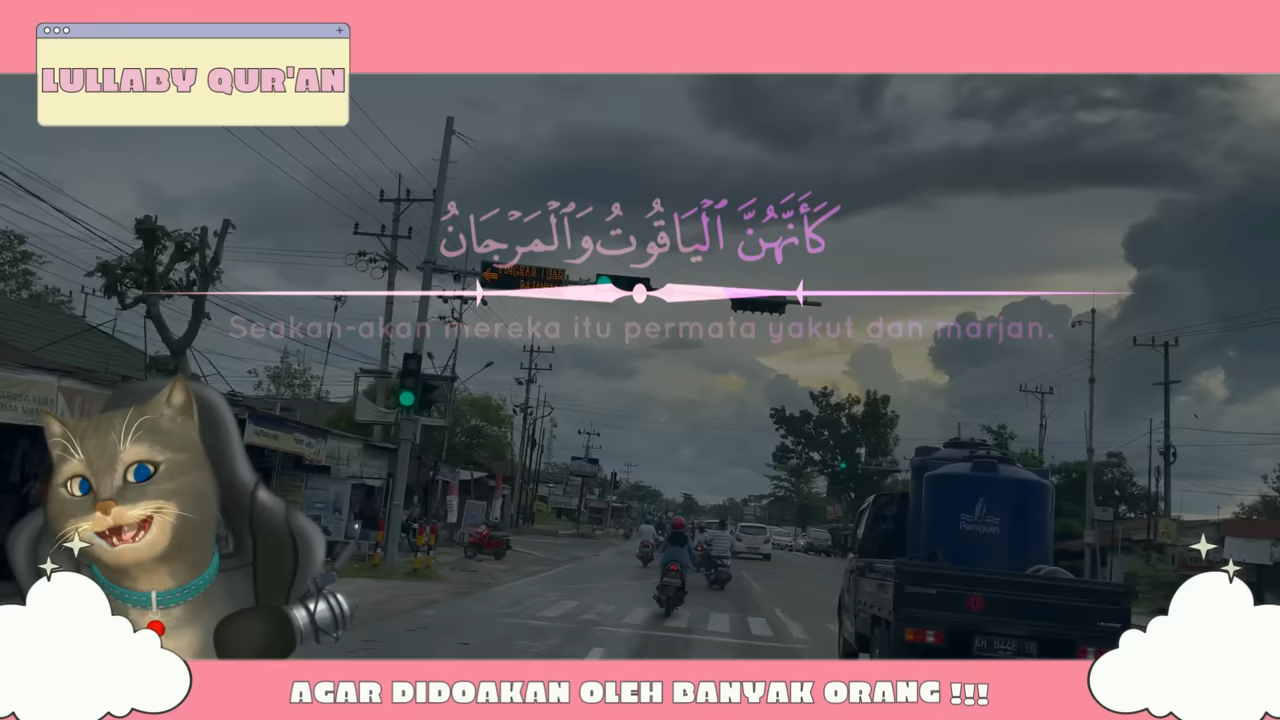 LULLABY QUR'AN
كَأَنَّهُنَّ ٱلْيَاقُوتُ وَٱلْمَرْجَانُ
Seakan-akan mereka itu permata yakut dan marjan.
Penguin
AGAR DIDOAKAN OLEH BANYAK ORANG !!!